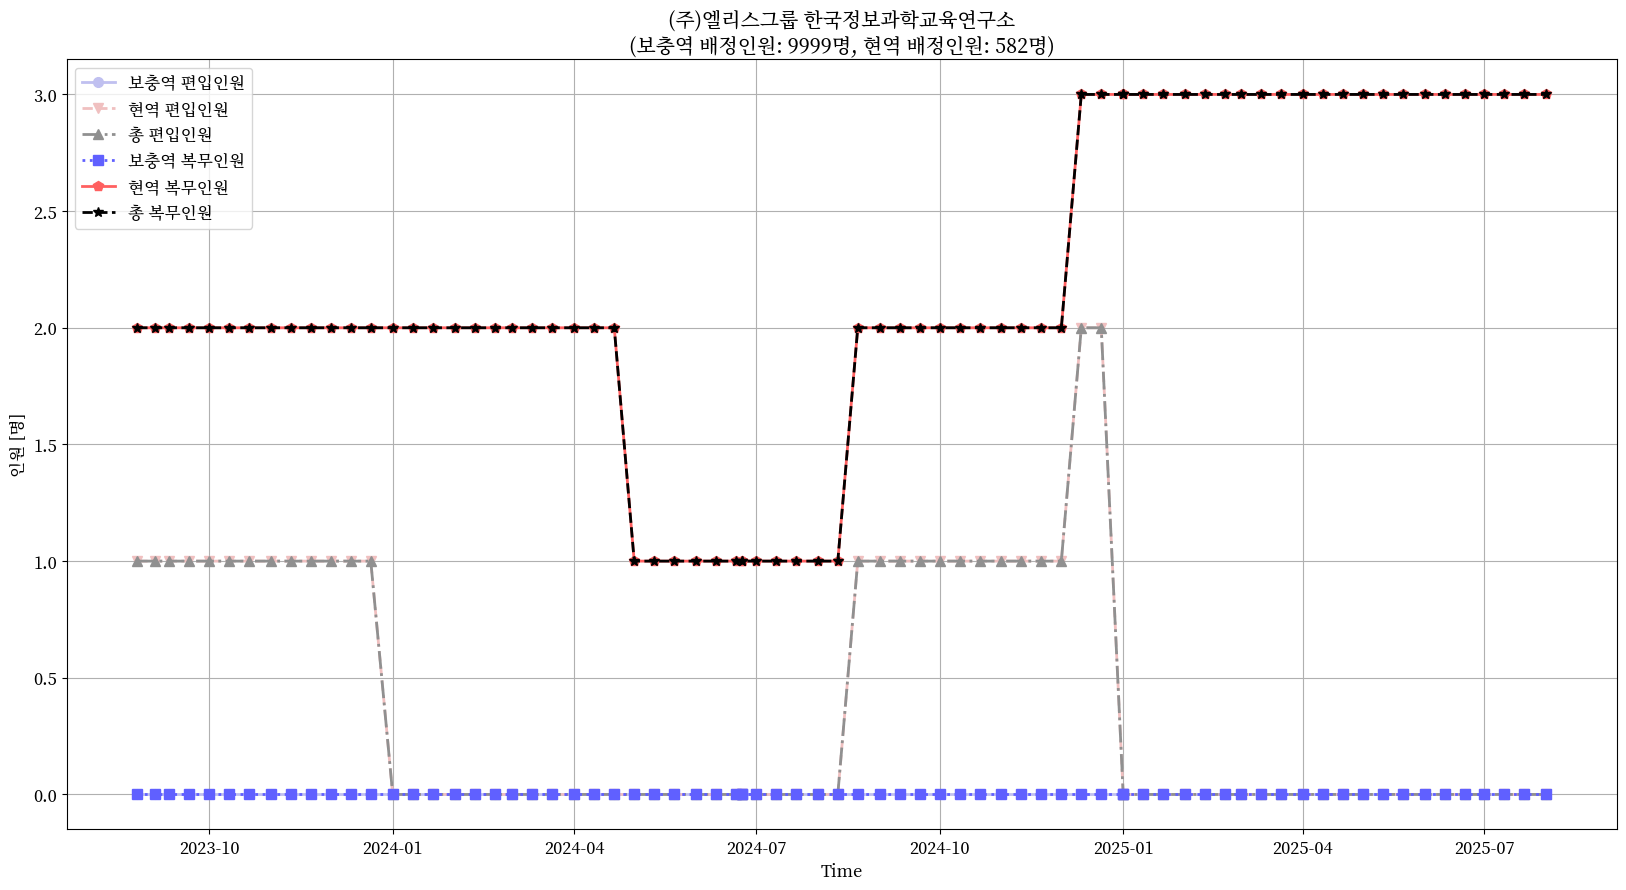 (주)엘리스그룹 한국정보과학교육연구소
(보충역 배정인원: 9999명, 현역 배정인원: 582명)
보충역 편입인원
현역 편입인원
총 편입인원
보충역 복무인원
현역 복무인원
총 복무인원
인원 [명]
3.0
2.5
2.0
1.5
1.0
0.5
0.0
2023-10
2024-01
2024-04
2024-07
2024-10
2025-01
2025-04
2025-07
Time